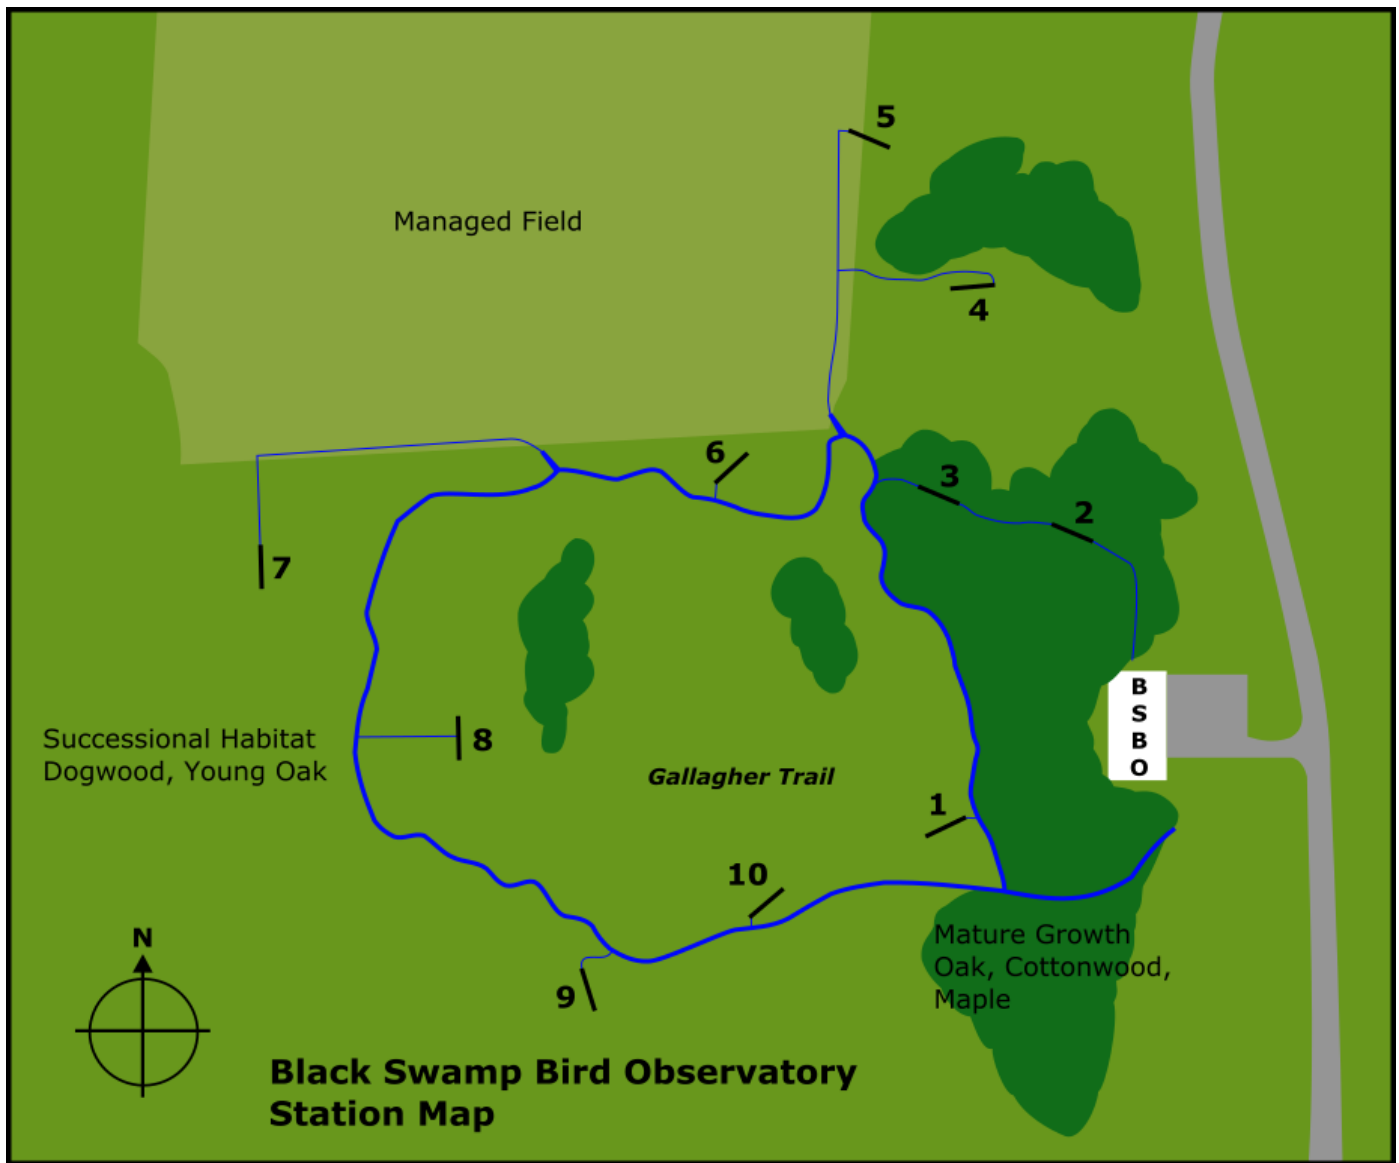 5
Managed Field
4
6
3
2
7
B
S
B
O
8
Successional Habitat
Dogwood, Young Oak
Gallagher Trail
1
10
N
Mature Growth
Oak, Cottonwood,
Maple
9
Black Swamp Bird Observatory
Station Map